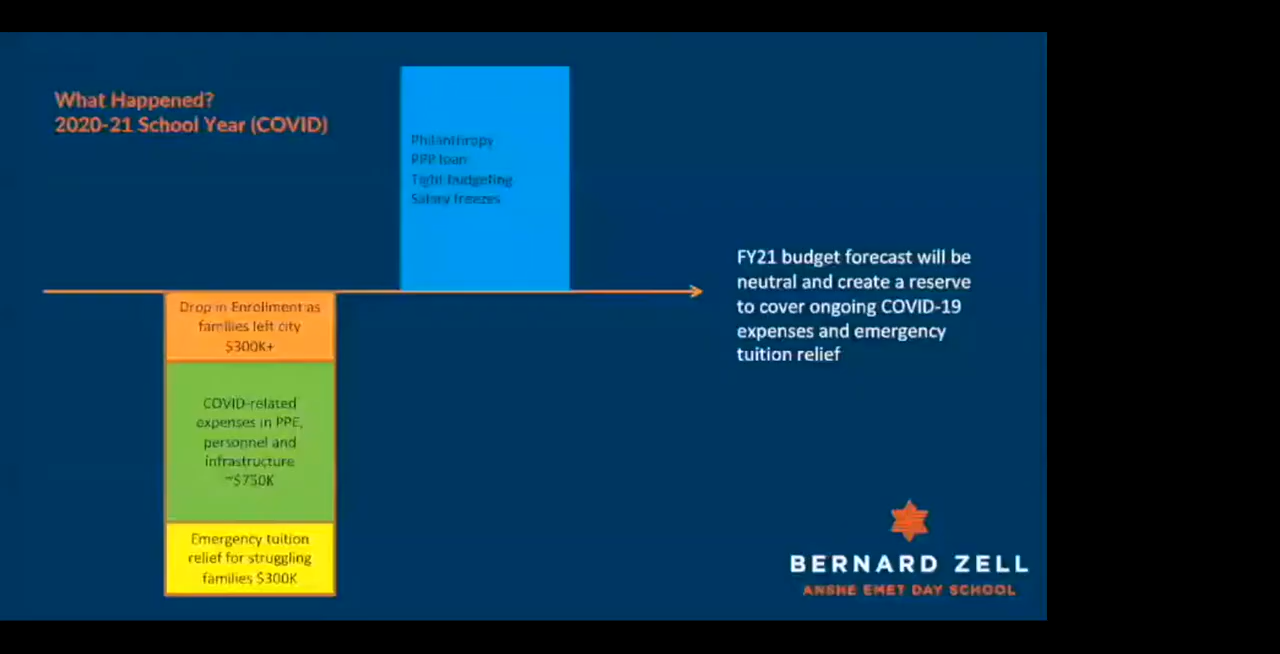 What Happened?
2020-21 School Year (COVID)
Philanthropy
PPP loan
Tight budgeting
Salary freezes
Drop in Enrollment as
families left city
$300K+
COVID-related
expenses in PPE,
personnel and
infrastructure
~$750K
Emergency tuition
relief for struggling
families $300K
FY21 budget forecast will be
neutral and create a reserve
to cover ongoing COVID-19
expenses and emergency
tuition relief
BERNARD ZELL
ANSHE EMET DAY SCHOOL